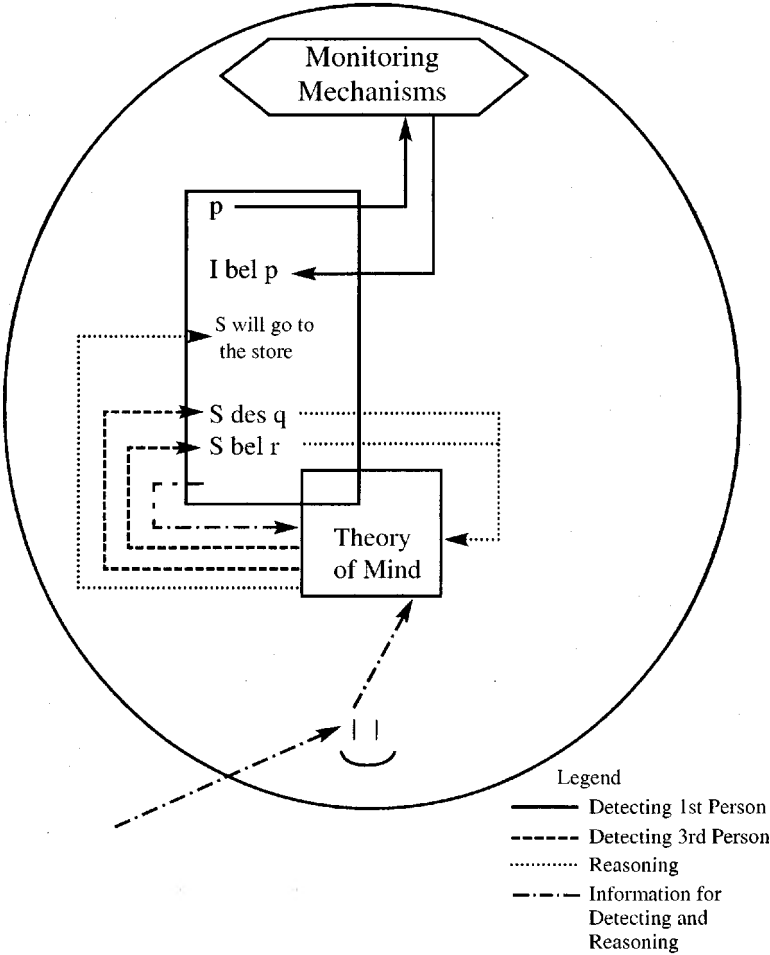 Monitoring
Mechanisms
p
I bel p
S will go to
the store
S des q
S bel r
Theory
of Mind
Legend
Detecting 1st Person
Detecting 3rd Person
Reasoning
Information for
Detecting and
Reasoning